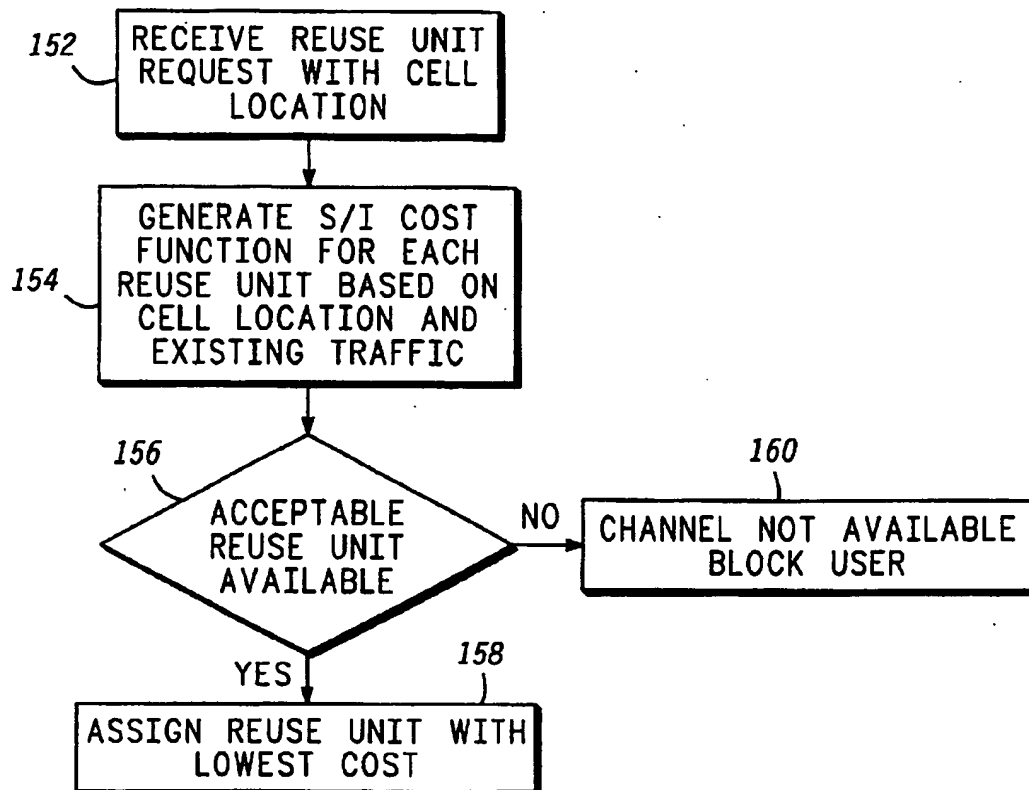 152
RECEIVE REUSE UNIT
REQUEST WITH CELL
LOCATION
154
GENERATE S/I COST
FUNCTION FOR EACH
REUSE UNIT BASED ON
CELL LOCATION AND
EXISTING TRAFFIC
156
ACCEPTABLE
REUSE UNIT
AVAILABLE
NO
160
CHANNEL NOT AVAILABLE
BLOCK USER
YES
158
ASSIGN REUSE UNIT WITH
LOWEST COST